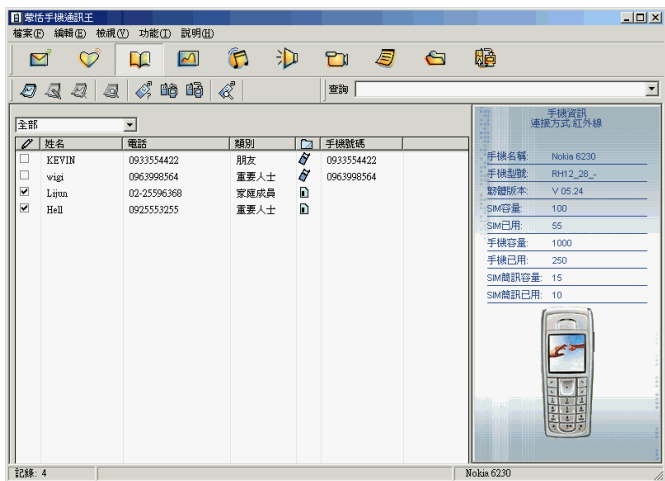 蒙恬手機通訊王
檔案(F) 編輯(E) 檢視(V) 功能(T) 說明(H)
查詢
全部
姓名 電話 類別 手機號碼
KEVIN 0933554422 朋友 0933554422
wigi 0963998564 重要人士 0963998564
Lijun 02-25596368 家庭成員
Hell 0925553255 重要人士
手機資訊
連接方式:紅外線
手機名稱: Nokia 6230
手機型號: RH12_28_-
韌體版本: V 05.24
SIM容量: 100
SIM已用: 55
手機容量: 1000
手機已用: 250
SIM簡訊容量: 15
SIM簡訊已用: 10
記錄: 4
Nokia 6230